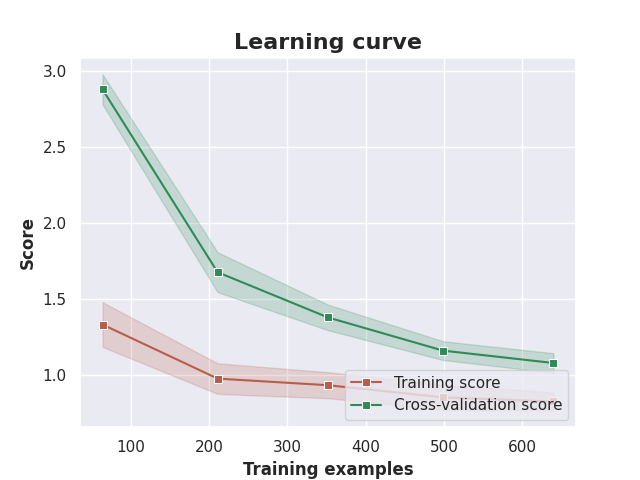 Learning curve
3.0
2.5
2.0
1.5
1.0
Score
Training score
Cross-validation score
100 200 300 400 500 600
Training examples